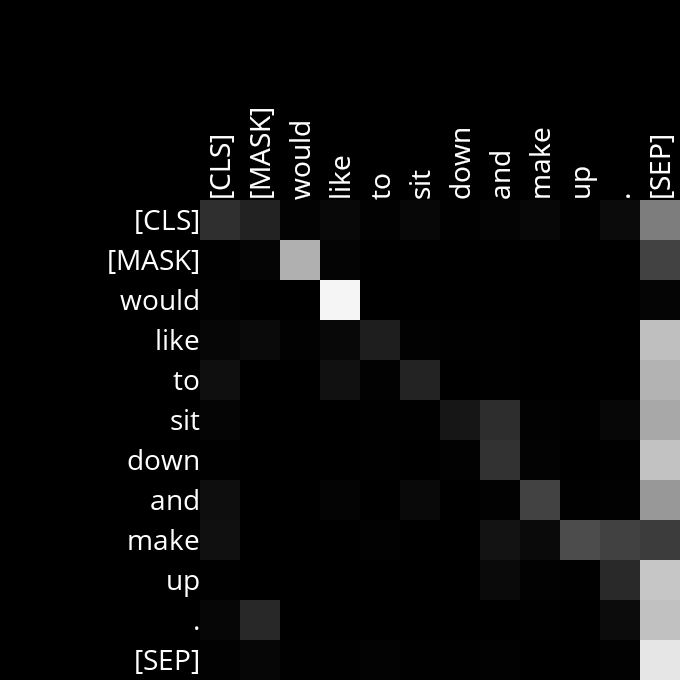 [CLS] [MASK] would like to sit down and make up . [SEP]
[CLS]
[MASK]
would
like
to
sit
down
and
make
up
.
[SEP]